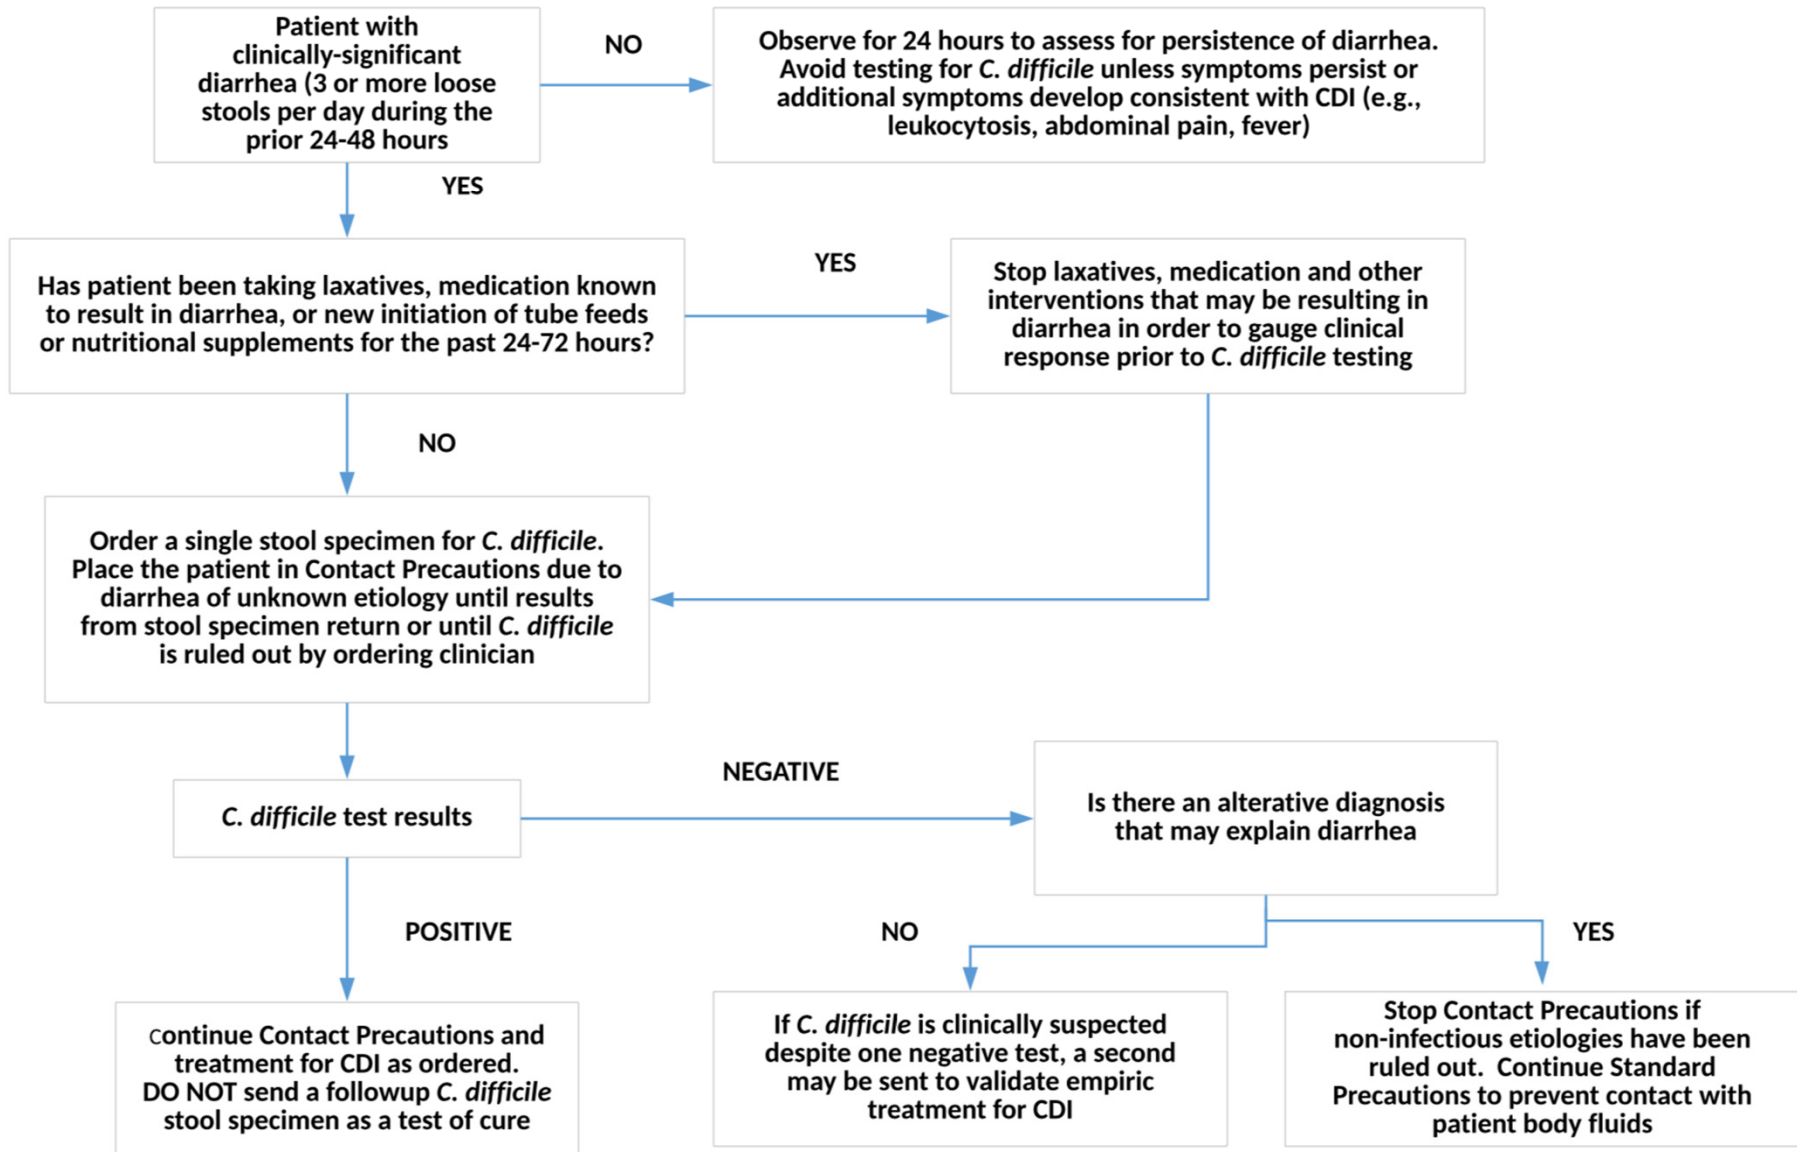 Patient with
clinically-significant
diarrhea (3 or more loose
stools per day during the
prior 24-48 hours
NO
Observe for 24 hours to assess for persistence of diarrhea.
Avoid testing for C. difficile unless symptoms persist or
additional symptoms develop consistent with CDI (e.g.,
leukocytosis, abdominal pain, fever)
YES
Has patient been taking laxatives, medication known
to result in diarrhea, or new initiation of tube feeds
or nutritional supplements for the past 24-72 hours?
YES
Stop laxatives, medication and other
interventions that may be resulting in
diarrhea in order to gauge clinical
response prior to C. difficile testing
NO
Order a single stool specimen for C. difficile.
Place the patient in Contact Precautions due to
diarrhea of unknown etiology until results
from stool specimen return or until C. difficile
is ruled out by ordering clinician
C. difficile test results
NEGATIVE
Is there an alterative diagnosis
that may explain diarrhea
POSITIVE
NO
YES
Continue Contact Precautions and
treatment for CDI as ordered.
DO NOT send a followup C. difficile
stool specimen as a test of cure
If C. difficile is clinically suspected
despite one negative test, a second
may be sent to validate empiric
treatment for CDI
Stop Contact Precautions if
non-infectious etiologies have been
ruled out.  Continue Standard
Precautions to prevent contact with
patient body fluids